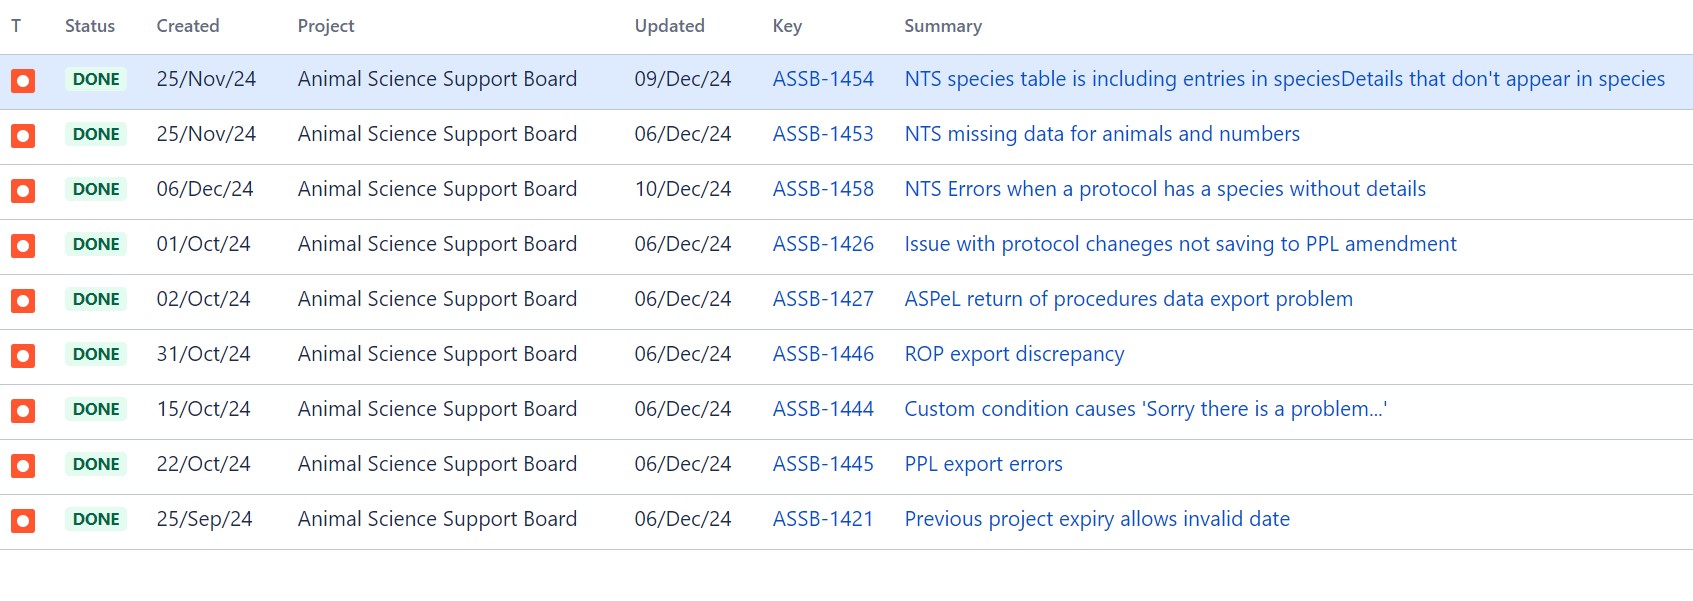 T Status Created Project Updated Key Summary
DONE 25/Nov/24 Animal Science Support Board 09/Dec/24 ASSB-1454 NTS species table is including entries in speciesDetails that don't appear in species
DONE 25/Nov/24 Animal Science Support Board 06/Dec/24 ASSB-1453 NTS missing data for animals and numbers
DONE 06/Dec/24 Animal Science Support Board 10/Dec/24 ASSB-1458 NTS Errors when a protocol has a species without details
DONE 01/Oct/24 Animal Science Support Board 06/Dec/24 ASSB-1426 Issue with protocol chaneges not saving to PPL amendment
DONE 02/Oct/24 Animal Science Support Board 06/Dec/24 ASSB-1427 ASPeL return of procedures data export problem
DONE 31/Oct/24 Animal Science Support Board 06/Dec/24 ASSB-1446 ROP export discrepancy
DONE 15/Oct/24 Animal Science Support Board 06/Dec/24 ASSB-1444 Custom condition causes 'Sorry there is a problem...'
DONE 22/Oct/24 Animal Science Support Board 06/Dec/24 ASSB-1445 PPL export errors
DONE 25/Sep/24 Animal Science Support Board 06/Dec/24 ASSB-1421 Previous project expiry allows invalid date